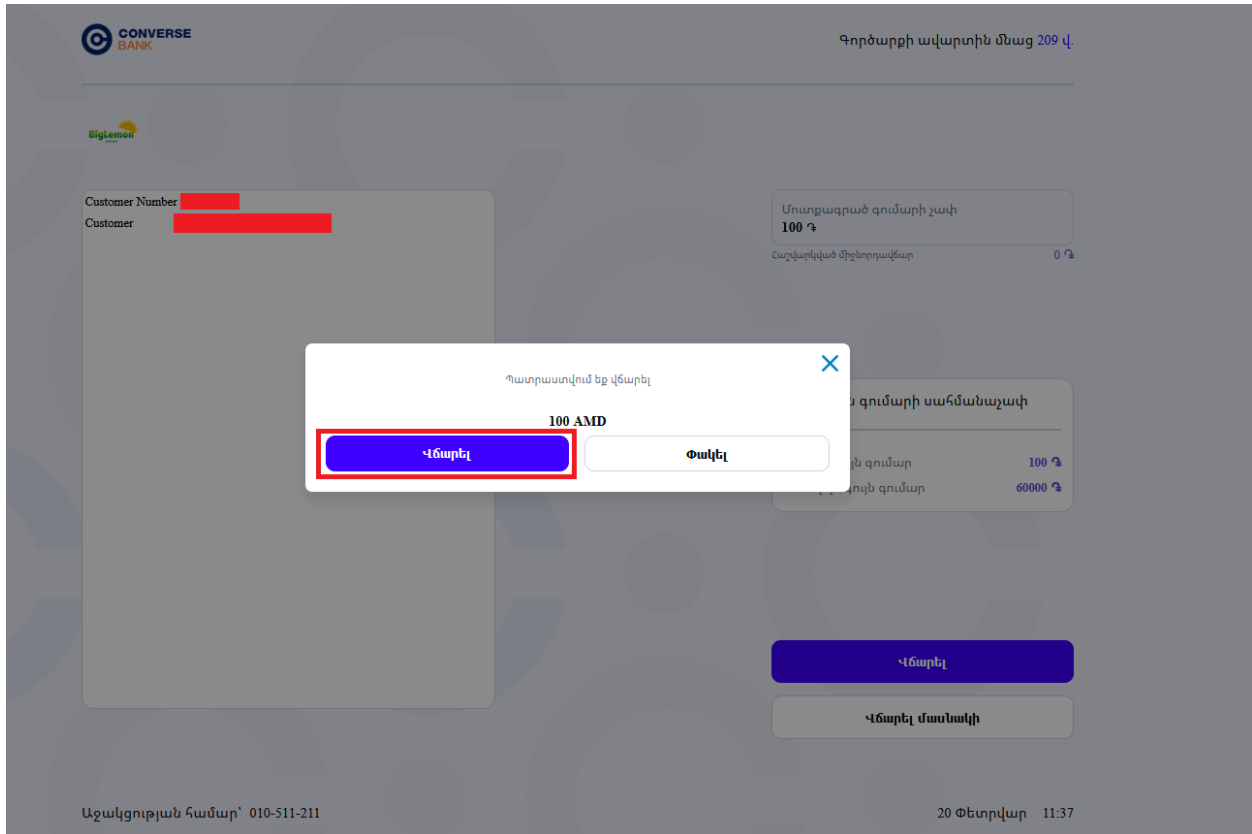 CONVERSE
BANK
Գործարքի ավարտին մնաց 209 վ.
BigLemon
Customer Number
Customer
Մուտքագրած գումարի չափ
100 ֏
Հաշվարկված միջնորդավճար 0 ֏
Պատրաստվում եք վճարել
100 AMD
Վճարել
Փակել
գումարի սահմանաչափ
գումար 100 ֏
գումար 60000 ֏
Վճարել
Վճարել մասնակի
Աջակցության համար՝ 010-511-211
20 Փետրվար 11:37